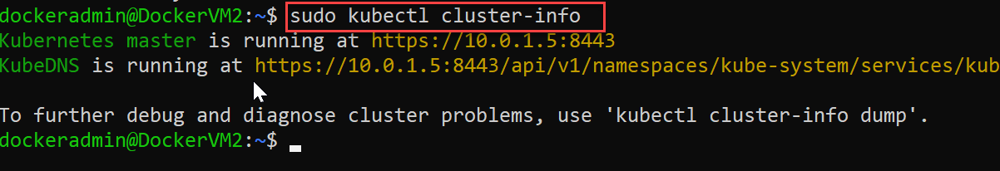 dockeradmin@DockerVM2:~$ sudo kubectl cluster-info
Kubernetes master is running at https://10.0.1.5:8443
KubeDNS is running at https://10.0.1.5:8443/api/v1/namespaces/kube-system/services/kub
To further debug and diagnose cluster problems, use 'kubectl cluster-info dump'.
dockeradmin@DockerVM2:~$